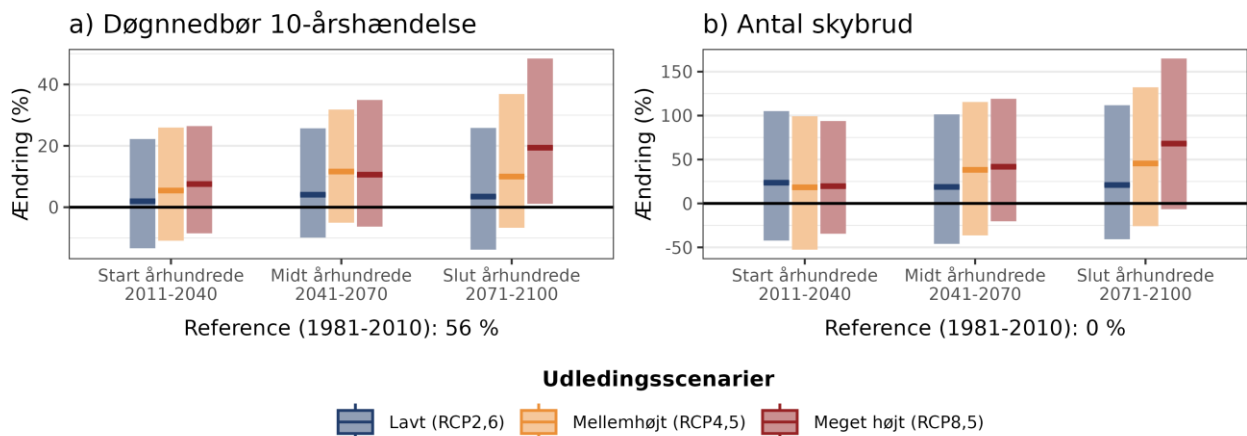 a) Døgnnedbør 10-årshændelse
Ændring (%)
40
20
0
Start århundrede
2011-2040
Midt århundrede
2041-2070
Slut århundrede
2071-2100
Reference (1981-2010): 56 %
b) Antal skybrud
Ændring (%)
150
100
50
0
-50
Start århundrede
2011-2040
Midt århundrede
2041-2070
Slut århundrede
2071-2100
Reference (1981-2010): 0 %
Udledingsscenarier
Lavt (RCP2,6)
Mellemhøjt (RCP4,5)
Meget højt (RCP8,5)